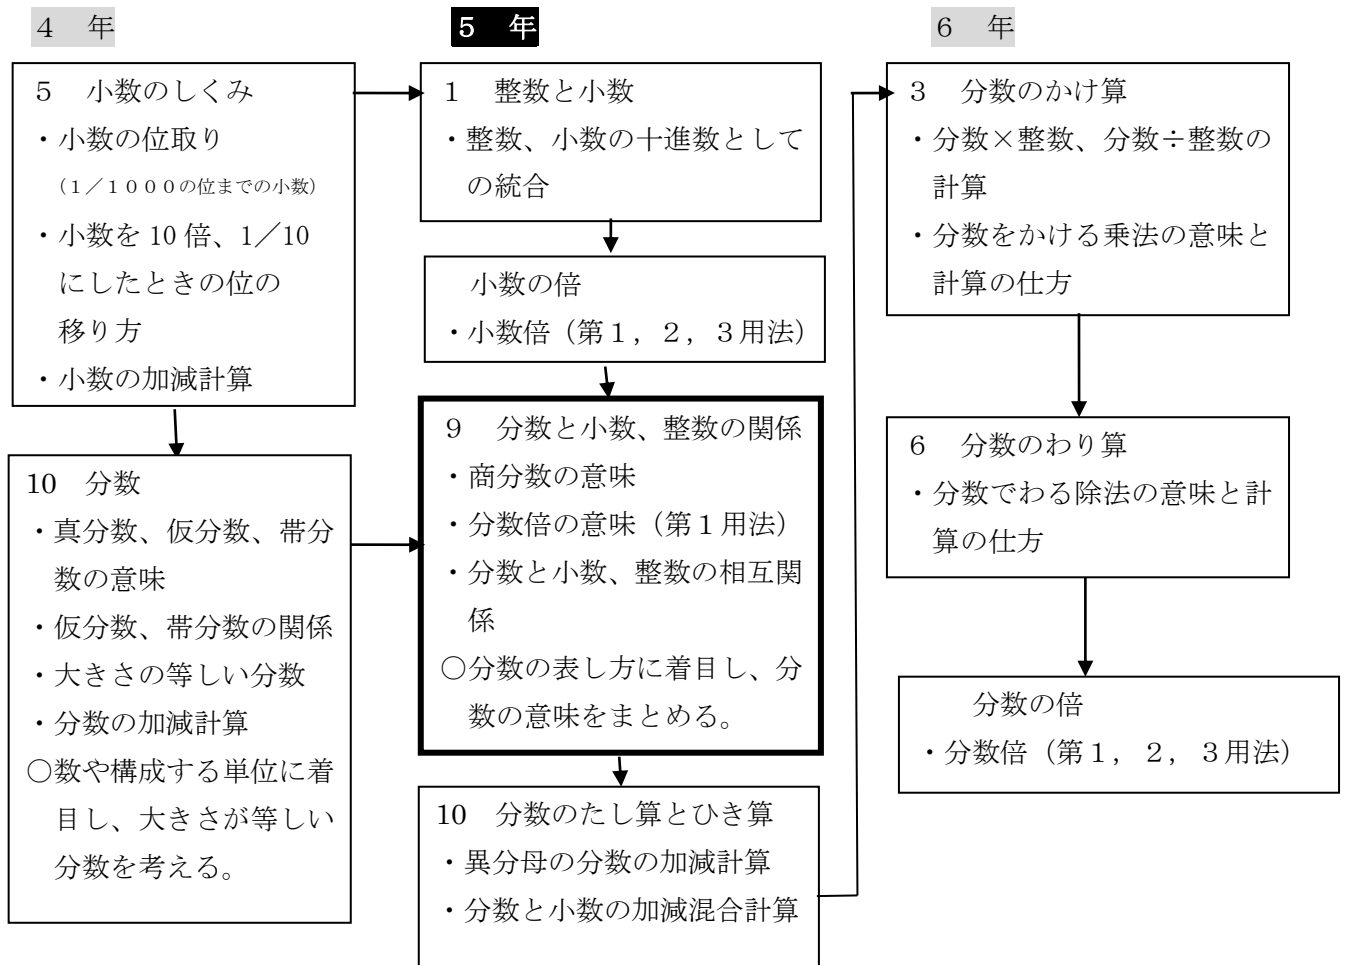 ４　年
５　小数のしくみ
・小数の位取り
（１／１０００の位までの小数）
・小数を 10 倍、1／10
にしたときの位の
移り方
・小数の加減計算
10　分数
・真分数、仮分数、帯分
数の意味
・仮分数、帯分数の関係
・大きさの等しい分数
・分数の加減計算
○数や構成する単位に着
目し、大きさが等しい
分数を考える。
５　年
１　整数と小数
・整数、小数の十進数として
の統合
小数の倍
・小数倍（第１，２，３用法）
９　分数と小数、整数の関係
・商分数の意味
・分数倍の意味（第１用法）
・分数と小数、整数の相互関
係
○分数の表し方に着目し、分
数の意味をまとめる。
10　分数のたし算とひき算
・異分母の分数の加減計算
・分数と小数の加減混合計算
６　年
３　分数のかけ算
・分数×整数、分数÷整数の
計算
・分数をかける乗法の意味と
計算の仕方
６　分数のわり算
・分数でわる除法の意味と計
算の仕方
分数の倍
・分数倍（第１，２，３用法）